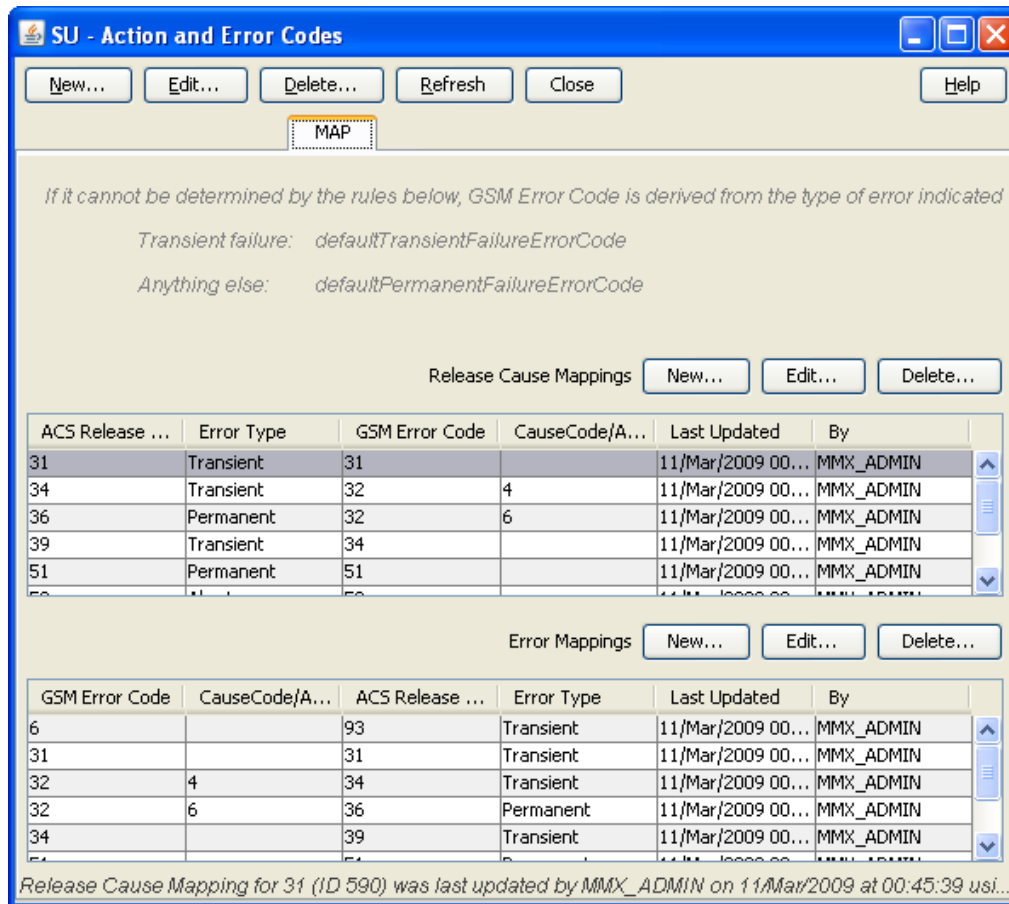 SU - Action and Error Codes
New... Edit... Delete... Refresh Close Help
MAP
If it cannot be determined by the rules below, GSM Error Code is derived from the type of error indicated
Transient failure: defaultTransientFailureErrorCode
Anything else: defaultPermanentFailureErrorCode
Release Cause Mappings New... Edit... Delete...
ACS Release ... Error Type GSM Error Code CauseCode/A... Last Updated By
31 Transient 31 11/Mar/2009 00... MMX_ADMIN
34 Transient 32 4 11/Mar/2009 00... MMX_ADMIN
36 Permanent 32 6 11/Mar/2009 00... MMX_ADMIN
39 Transient 34 11/Mar/2009 00... MMX_ADMIN
51 Permanent 51 11/Mar/2009 00... MMX_ADMIN
Error Mappings New... Edit... Delete...
GSM Error Code CauseCode/A... ACS Release ... Error Type Last Updated By
6 93 Transient 11/Mar/2009 00... MMX_ADMIN
31 31 Transient 11/Mar/2009 00... MMX_ADMIN
32 4 34 Transient 11/Mar/2009 00... MMX_ADMIN
32 6 36 Permanent 11/Mar/2009 00... MMX_ADMIN
34 39 Transient 11/Mar/2009 00... MMX_ADMIN
Release Cause Mapping for 31 (ID 590) was last updated by MMX_ADMIN on 11/Mar/2009 at 00:45:39 usi...